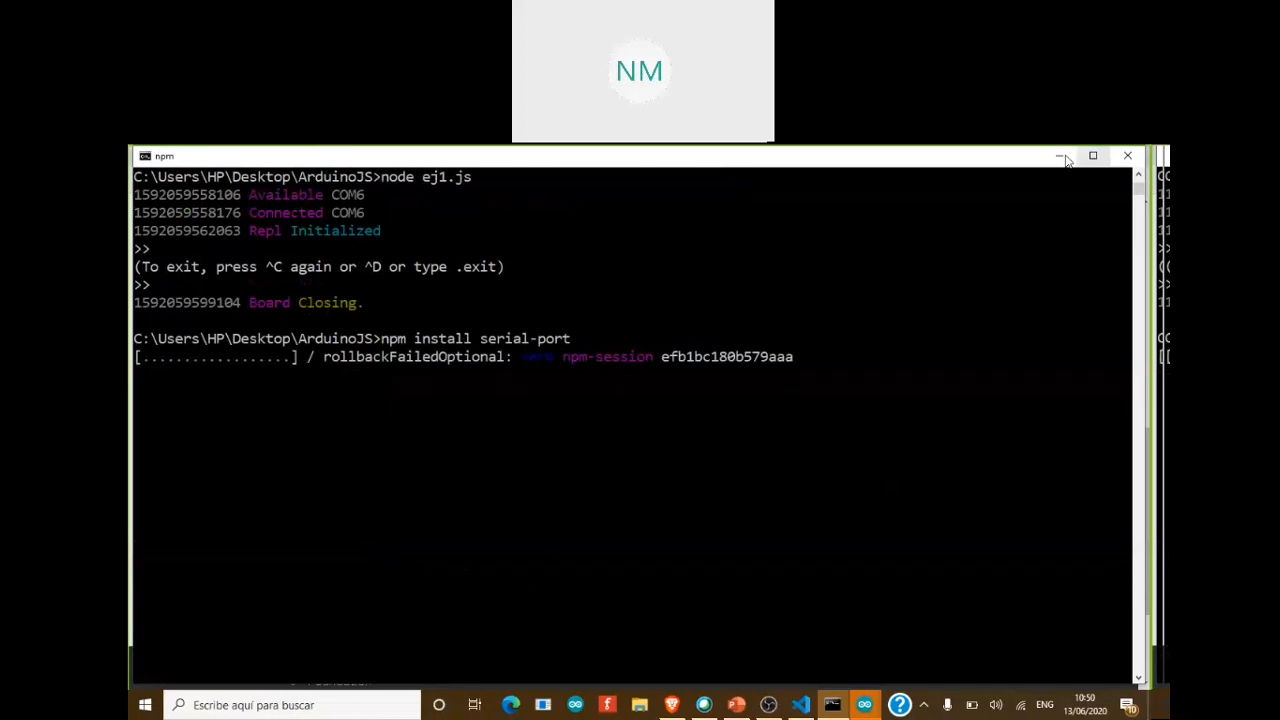 NM
npm
C:\Users\HP\Desktop\ArduinoJS>node ej1.js
1592059558106 Available COM6
1592059558176 Connected COM6
1592059562063 Repl Initialized
>>
(To exit, press ^C again or ^D or type .exit)
>>
1592059599104 Board Closing.
C:\Users\HP\Desktop\ArduinoJS>npm install serial-port
[..................] / rollbackFailedOptional: verb npm-session efb1bc180b579aaa
Escribe aquí para buscar
ENG
10:50
13/06/2020
10